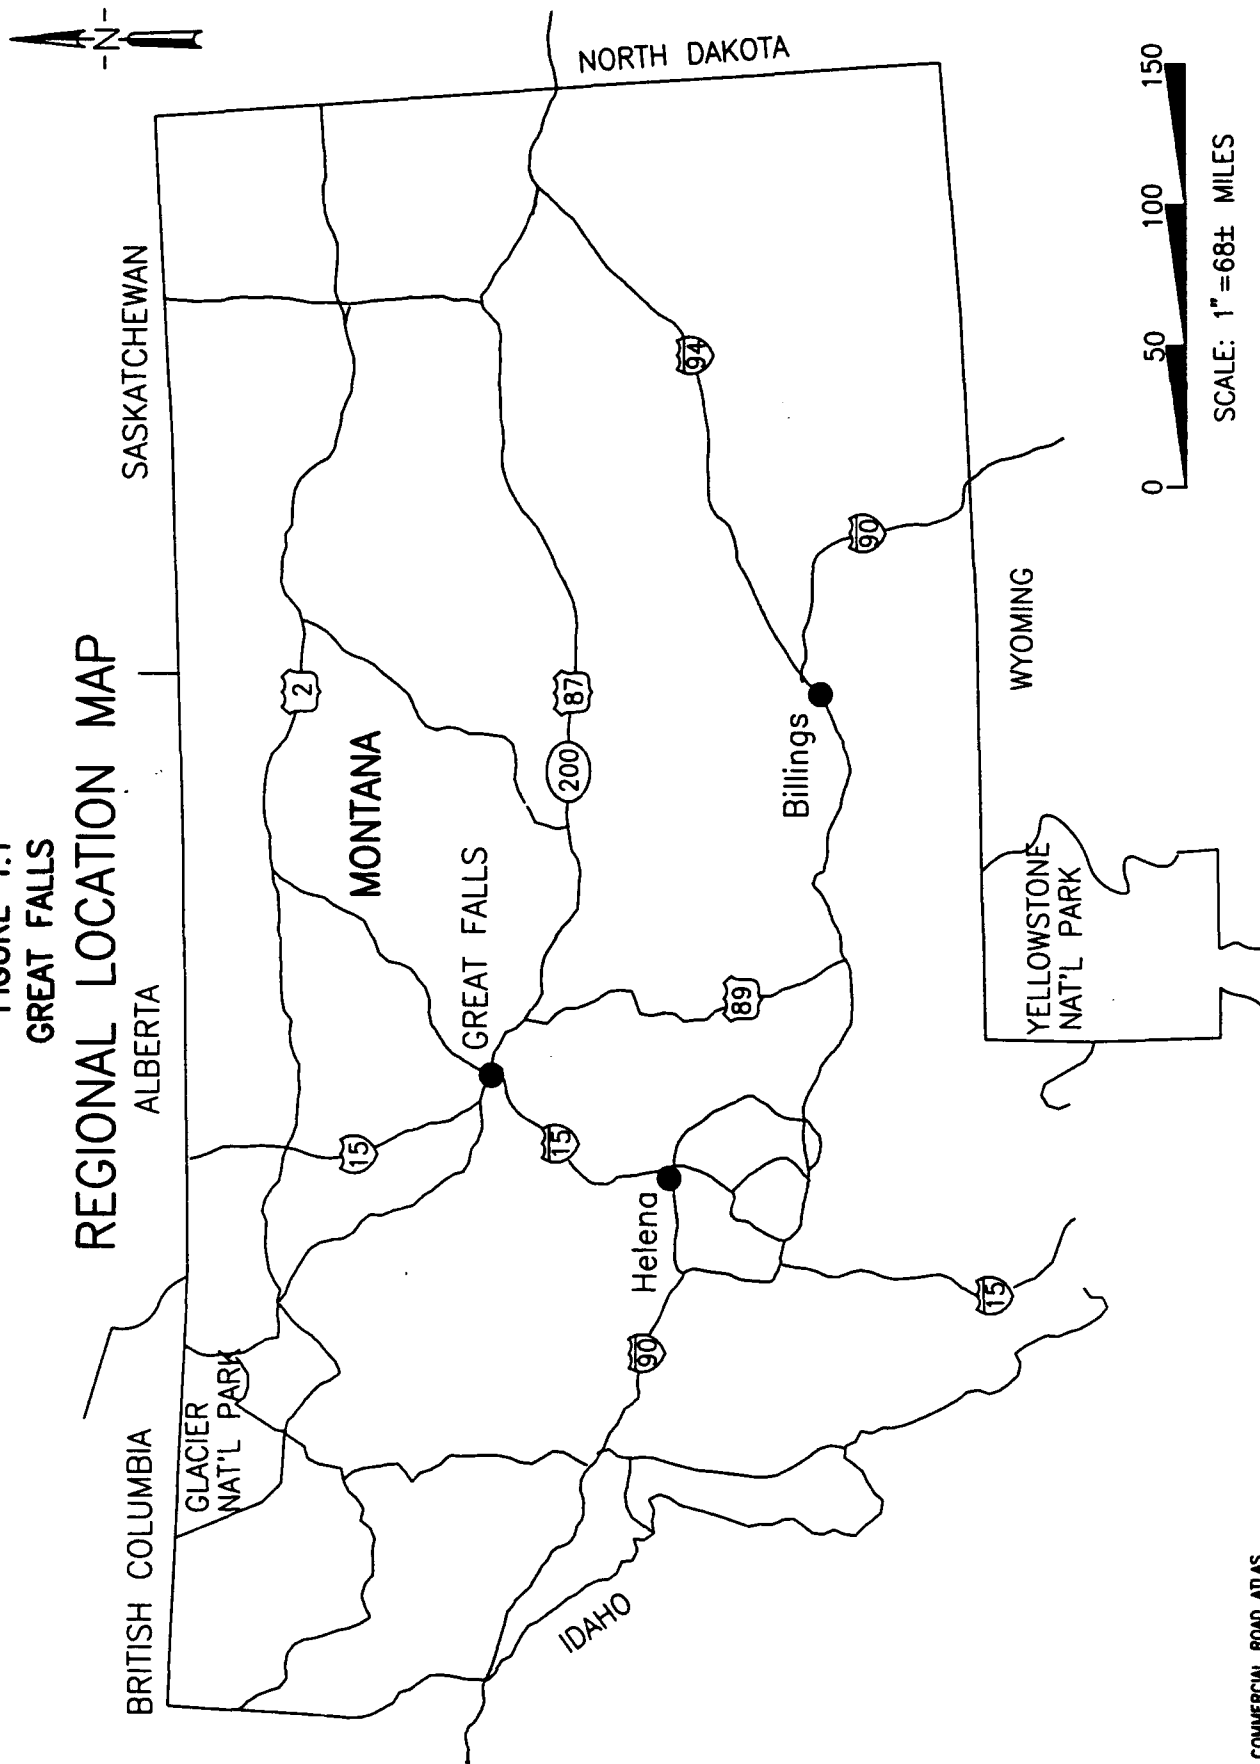 FIGURE 1.1
GREAT FALLS
REGIONAL LOCATION MAP
-N-
BRITISH COLUMBIA
ALBERTA
SASKATCHEWAN
GLACIER
NAT'L PARK
2
15
MONTANA
NORTH DAKOTA
GREAT FALLS
200
87
15
IDAHO
90
Helena
89
94
Billings
90
15
YELLOWSTONE
NAT'L PARK
WYOMING
0 50 100 150
SCALE: 1"=68± MILES
COMMERCIAL ROAD ATLAS